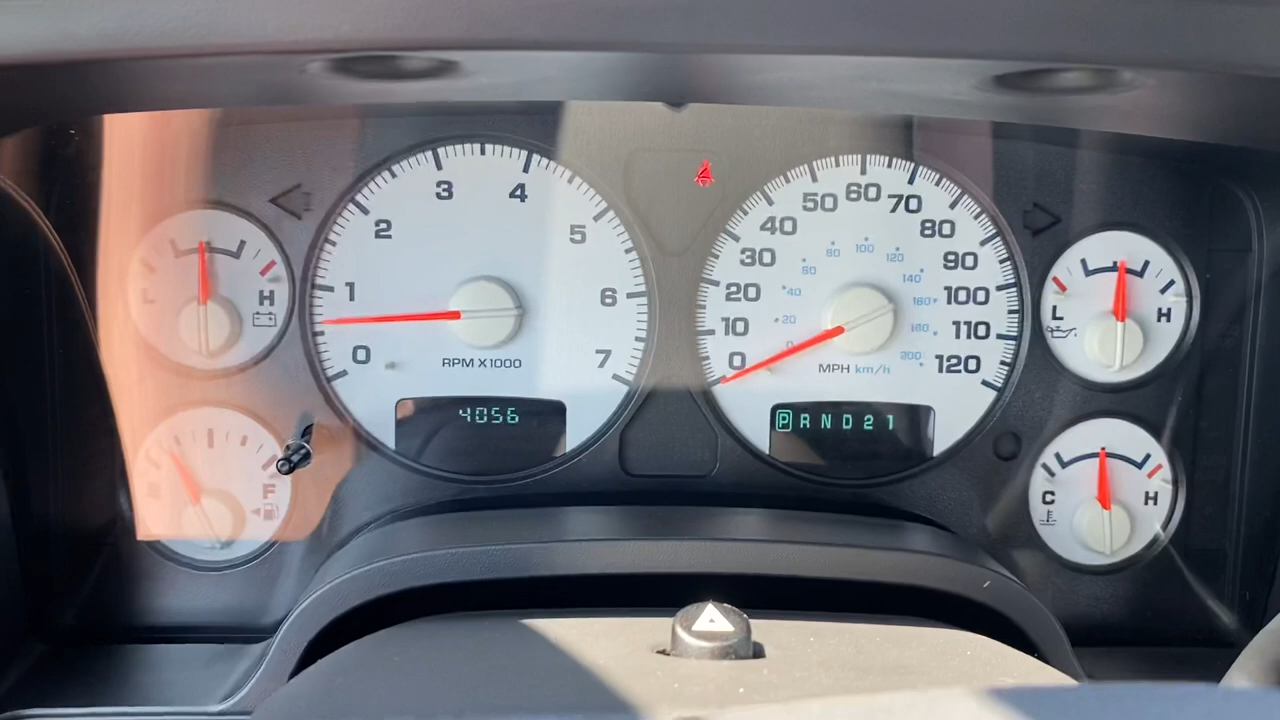 L H
0 1 2 3 4 5 6 7
RPM X1000
4056
F
0 10 20 30 40 50 60 70 80 90 100 110 120
20 40 60 80 100 120 140 160 180 200
MPH km/h
P R N D 2 1
L H
C H